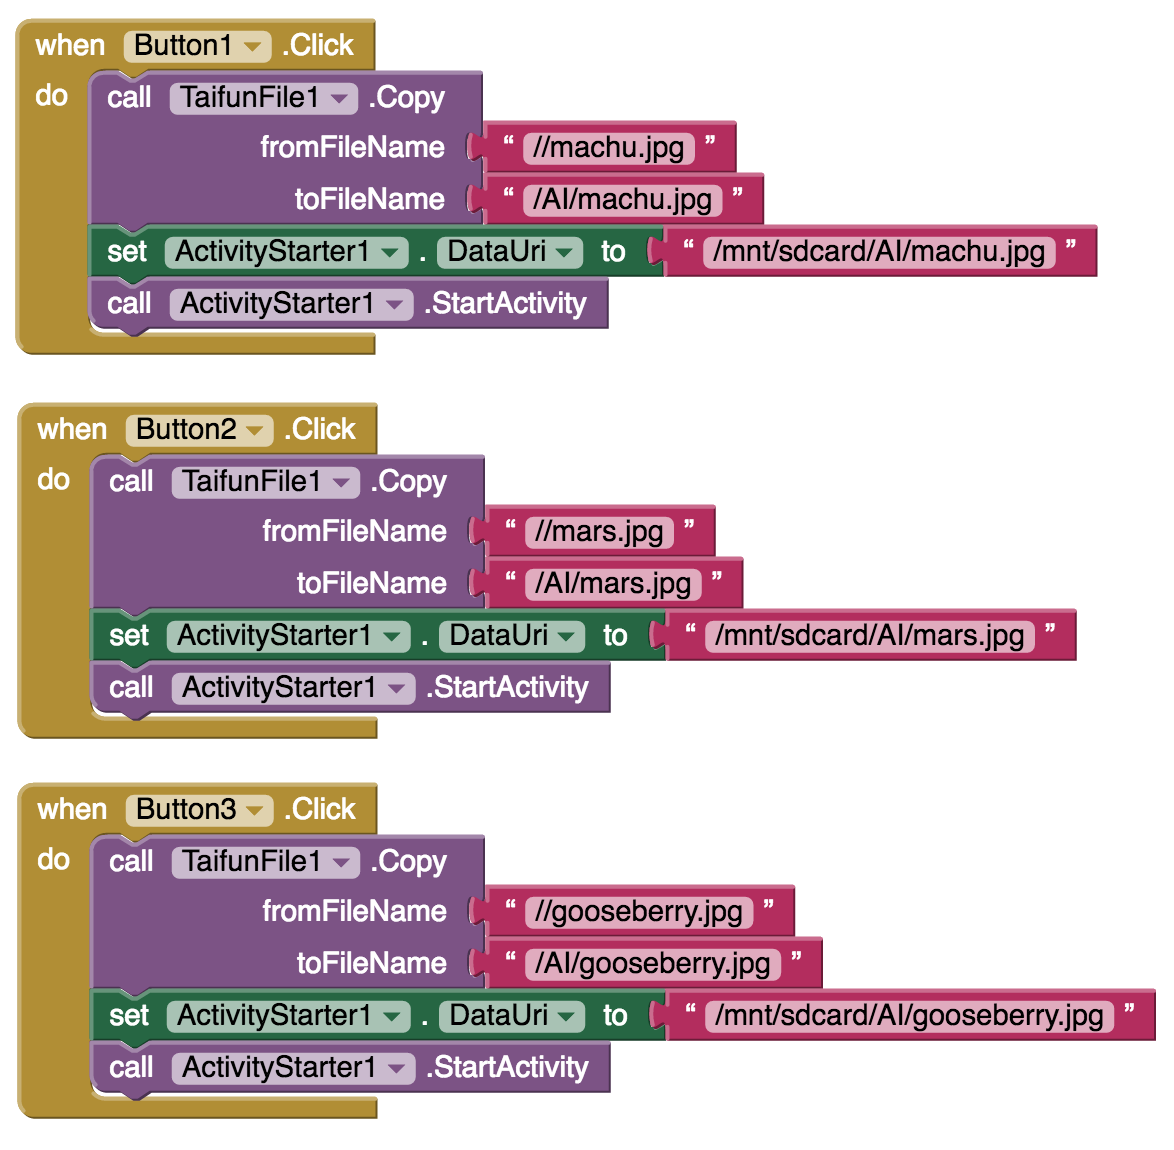 when Button1 .Click
do call TaifunFile1 .Copy
fromFileName “ //machu.jpg ”
toFileName “ /AI/machu.jpg ”
set ActivityStarter1 . DataUri to “ /mnt/sdcard/AI/machu.jpg ”
call ActivityStarter1 .StartActivity
when Button2 .Click
do call TaifunFile1 .Copy
fromFileName “ //mars.jpg ”
toFileName “ /AI/mars.jpg ”
set ActivityStarter1 . DataUri to “ /mnt/sdcard/AI/mars.jpg ”
call ActivityStarter1 .StartActivity
when Button3 .Click
do call TaifunFile1 .Copy
fromFileName “ //gooseberry.jpg ”
toFileName “ /AI/gooseberry.jpg ”
set ActivityStarter1 . DataUri to “ /mnt/sdcard/AI/gooseberry.jpg ”
call ActivityStarter1 .StartActivity